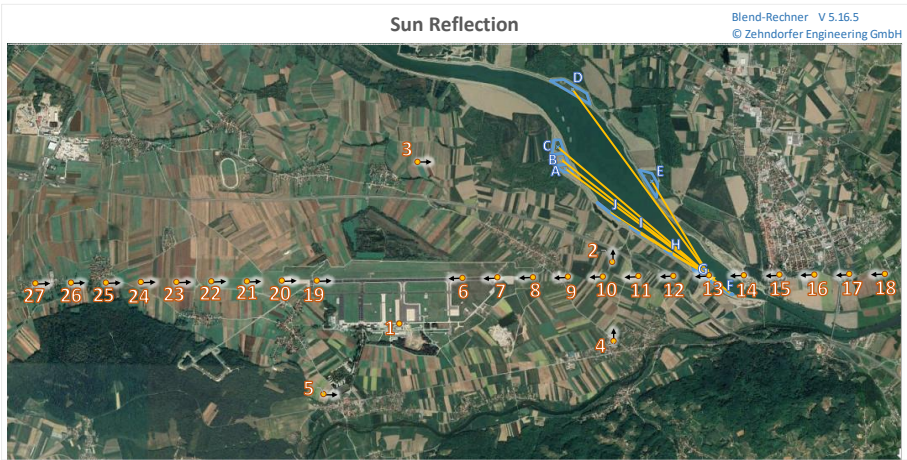 Sun Reflection
Blend-Rechner V 5.16.5
© Zehndorfer Engineering GmbH
D
3
C
B
A
E
J
I
2
H
G
F
27 26 25 24 23 22 21 20 19 6 7 8 9 10 11 12 13 14 15 16 17 18
1
4
5